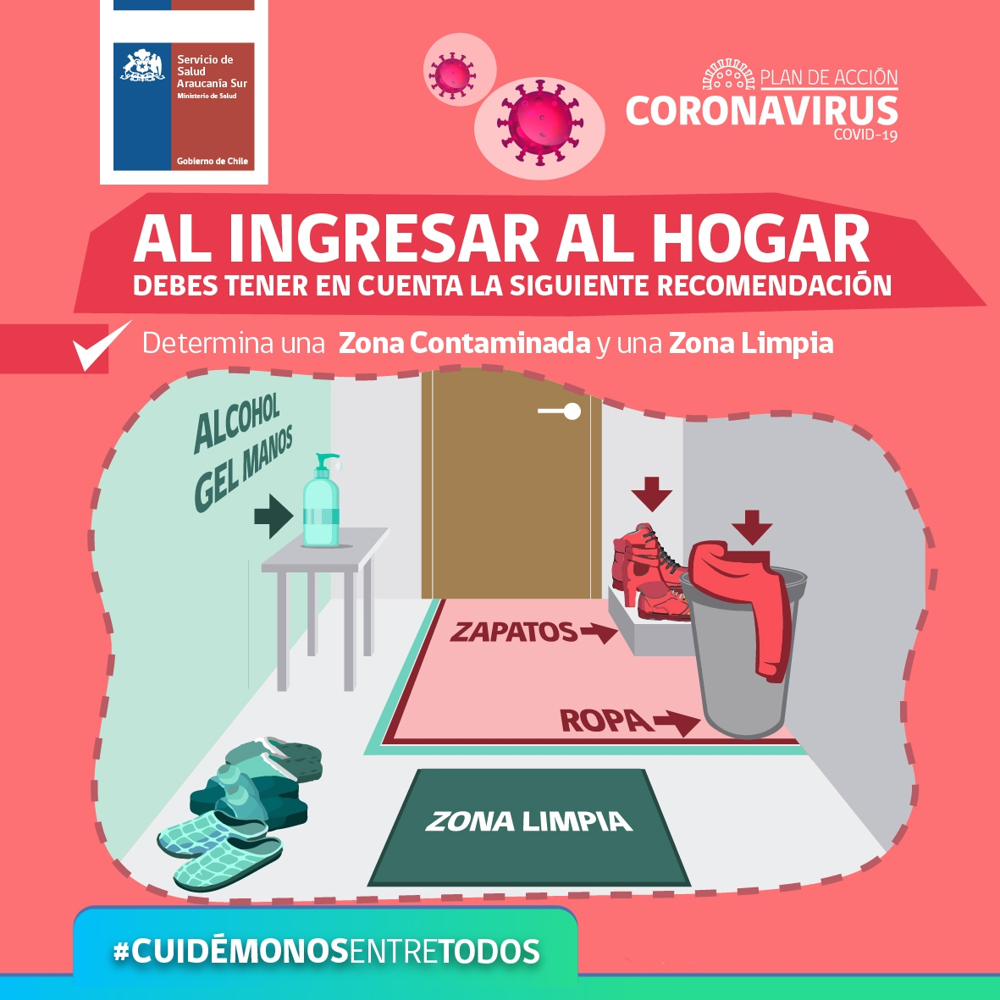 Servicio de
Salud
Araucanía Sur
Ministerio de Salud
Gobierno de Chile
PLAN DE ACCIÓN
CORONAVIRUS
COVID-19
AL INGRESAR AL HOGAR
DEBES TENER EN CUENTA LA SIGUIENTE RECOMENDACIÓN
Determina una Zona Contaminada y una Zona Limpia
ALCOHOL
GEL MANOS
ZAPATOS
ROPA
ZONA LIMPIA
#CUIDÉMONOSENTRETODOS